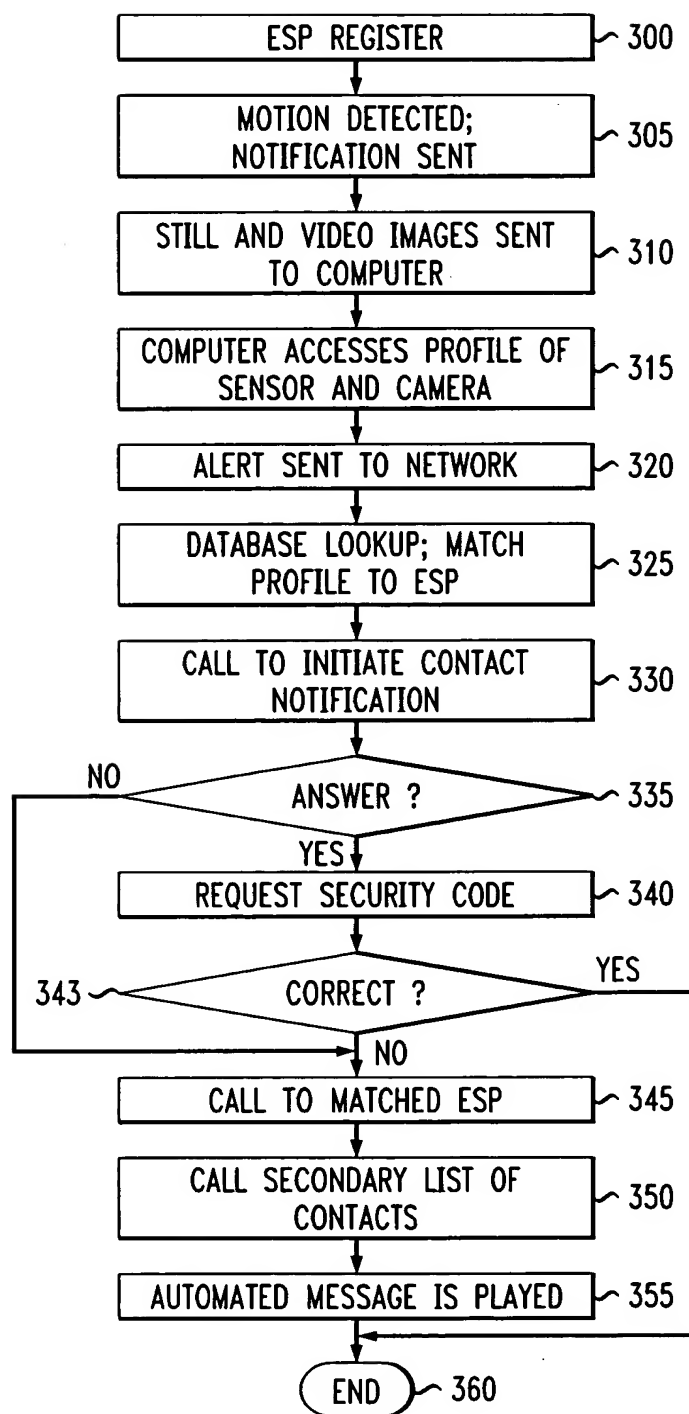 ESP REGISTER 300
MOTION DETECTED;
NOTIFICATION SENT 305
STILL AND VIDEO IMAGES SENT
TO COMPUTER 310
COMPUTER ACCESSES PROFILE OF
SENSOR AND CAMERA 315
ALERT SENT TO NETWORK 320
DATABASE LOOKUP; MATCH
PROFILE TO ESP 325
CALL TO INITIATE CONTACT
NOTIFICATION 330
NO
ANSWER ? 335
YES
REQUEST SECURITY CODE 340
YES
343 CORRECT ?
NO
CALL TO MATCHED ESP 345
CALL SECONDARY LIST OF
CONTACTS 350
AUTOMATED MESSAGE IS PLAYED 355
END 360